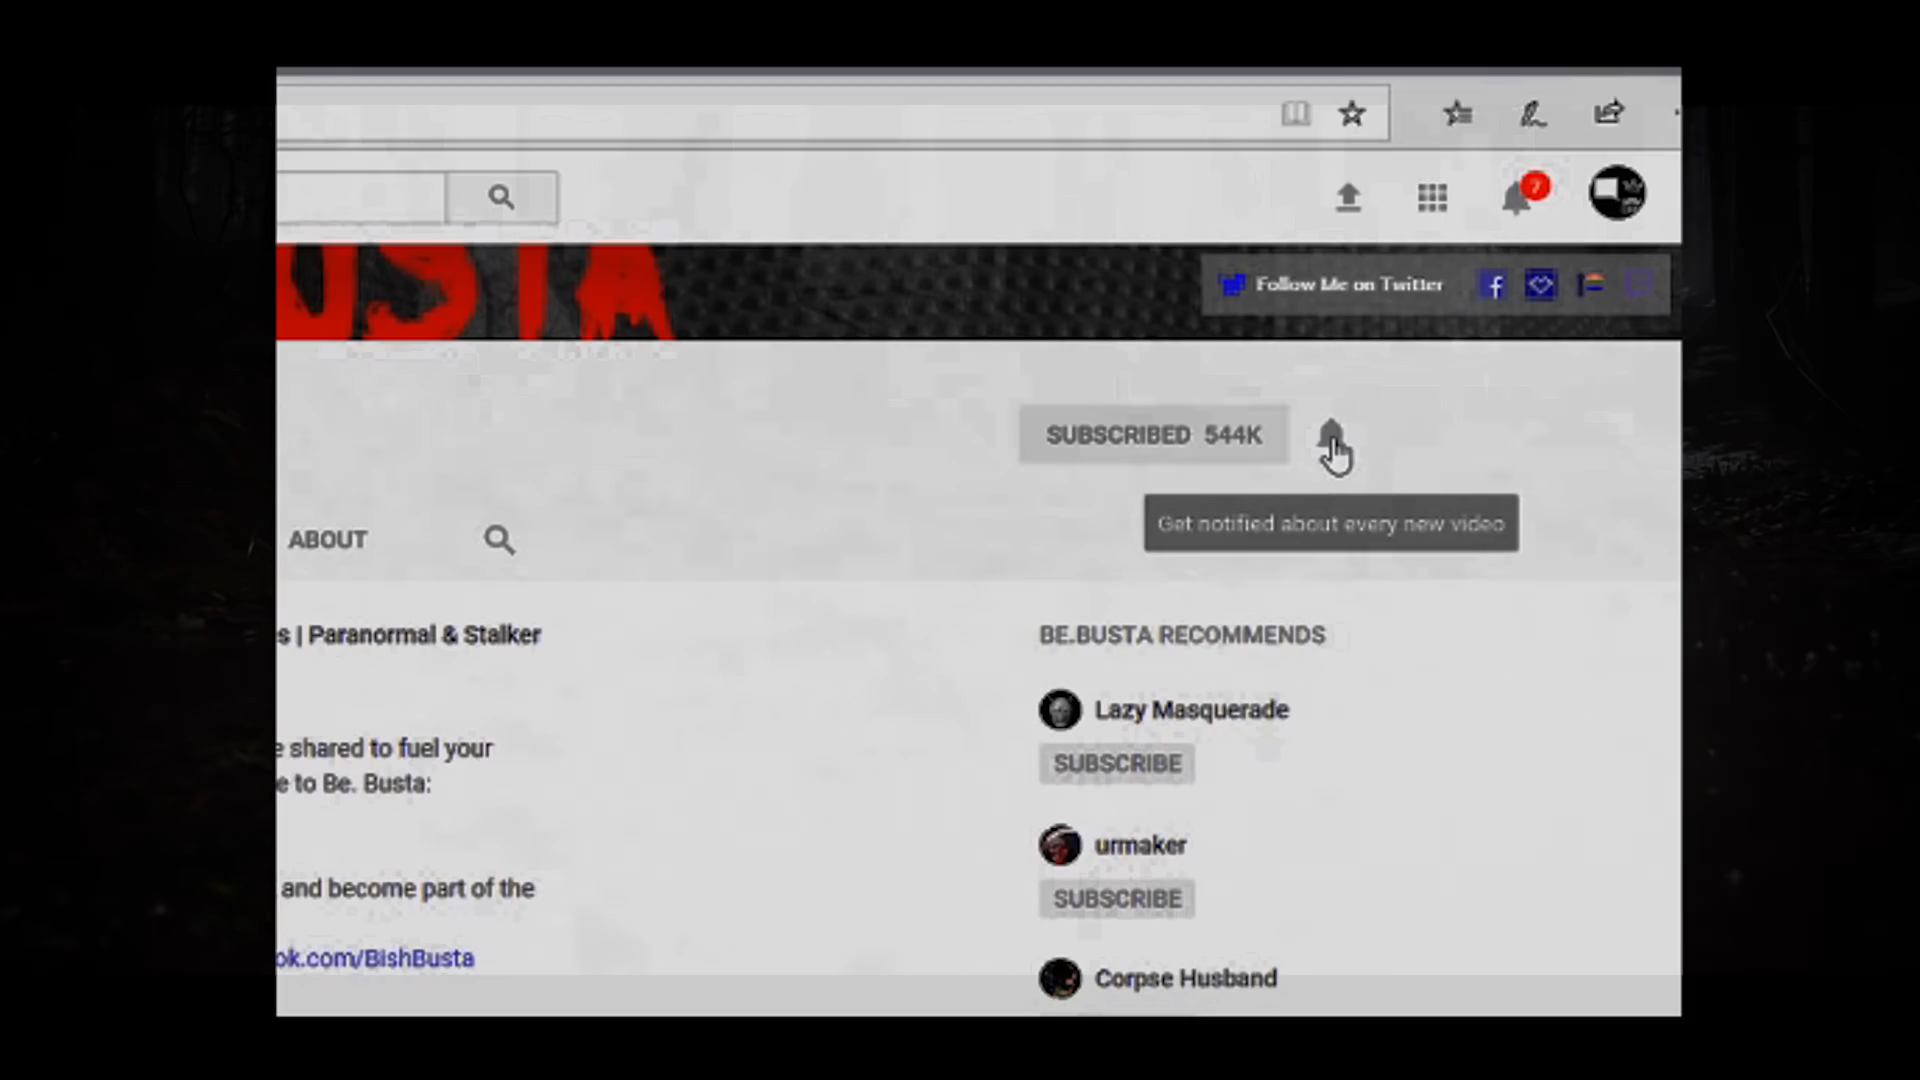 7
USTA
Follow Me on Twitter
SUBSCRIBED 544K
Get notified about every new video
ABOUT
s | Paranormal & Stalker
e shared to fuel your
e to Be. Busta:
and become part of the
ok.com/BishBusta
BE.BUSTA RECOMMENDS
Lazy Masquerade
SUBSCRIBE
urmaker
SUBSCRIBE
Corpse Husband